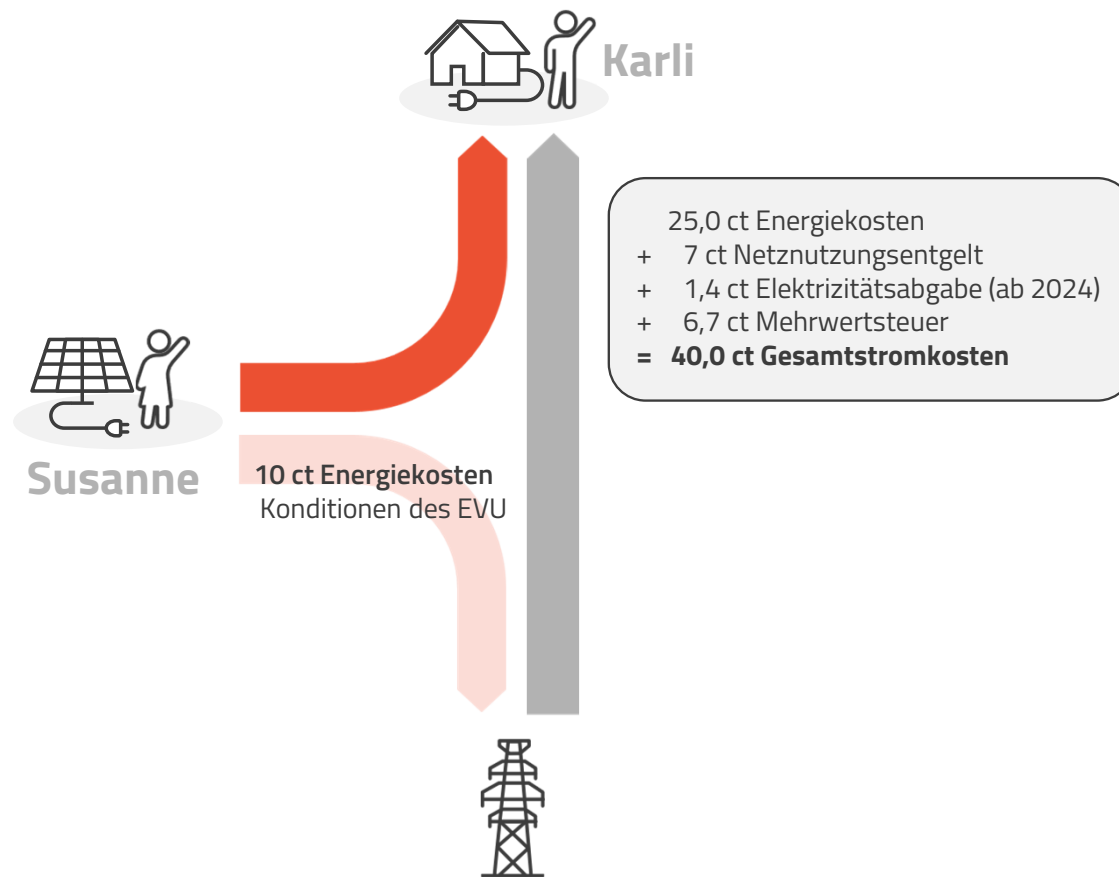 Karli
25,0 ct Energiekosten
+ 7 ct Netznutzungsentgelt
+ 1,4 ct Elektrizitätsabgabe (ab 2024)
+ 6,7 ct Mehrwertsteuer
= 40,0 ct Gesamtstromkosten
Susanne
10 ct Energiekosten
Konditionen des EVU